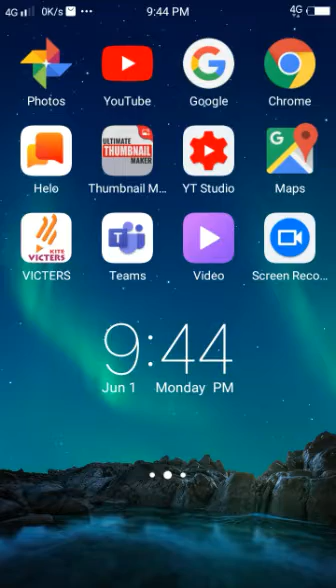 4G 0K/s ... 9:44 PM 4G
Photos YouTube Google Chrome
ULTIMATE
THUMBNAIL
MAKER
Helo Thumbnail M... YT Studio Maps
KITE
VICTERS
T
VICTERS Teams Video Screen Reco...
9:44
Jun 1 Monday PM